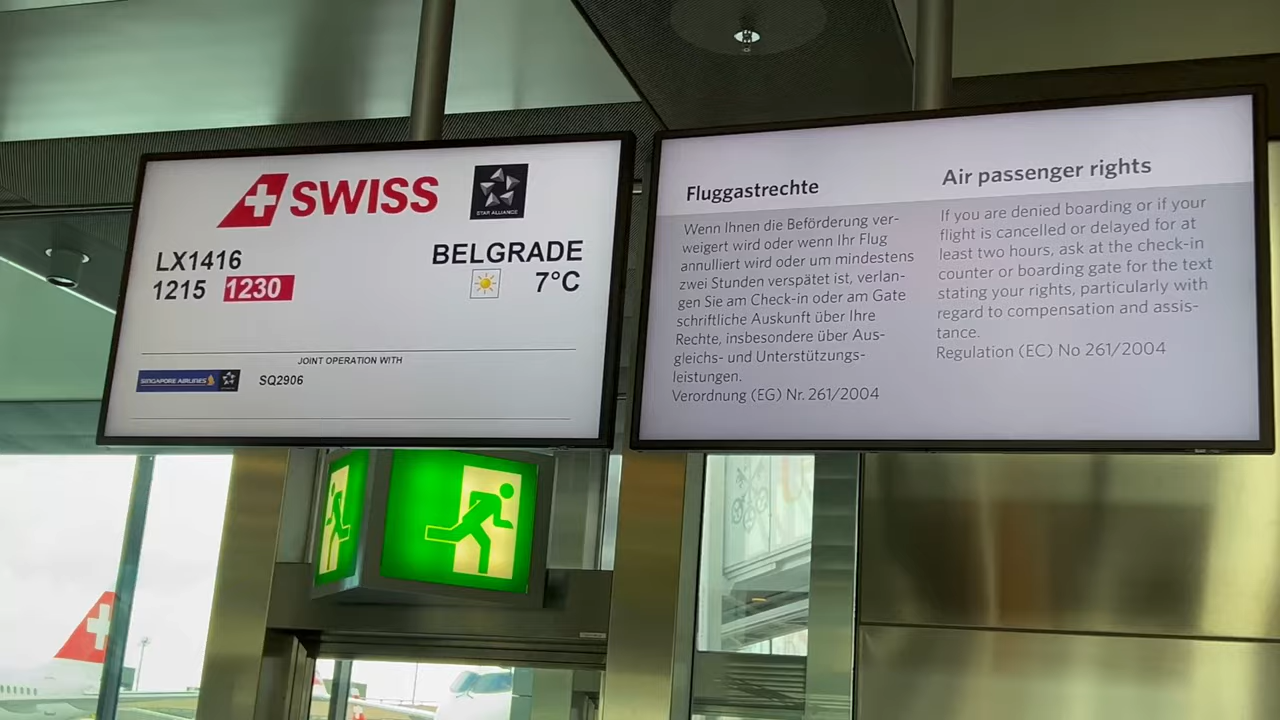 SWISS
STAR ALLIANCE
LX1416
BELGRADE
1215 1230
7°C
JOINT OPERATION WITH
SINGAPORE AIRLINES
SQ2906
Fluggastrechte
Wenn Ihnen die Beförderung ver-
weigert wird oder wenn Ihr Flug
annulliert wird oder um mindestens
zwei Stunden verspätet ist, verlan-
gen Sie am Check-in oder am Gate
schriftliche Auskunft über Ihre
Rechte, insbesondere über Aus-
gleichs- und Unterstützungs-
leistungen.
Verordnung (EG) Nr. 261/2004
Air passenger rights
If you are denied boarding or if your
flight is cancelled or delayed for at
least two hours, ask at the check-in
counter or boarding gate for the text
stating your rights, particularly with
regard to compensation and assis-
tance.
Regulation (EC) No 261/2004